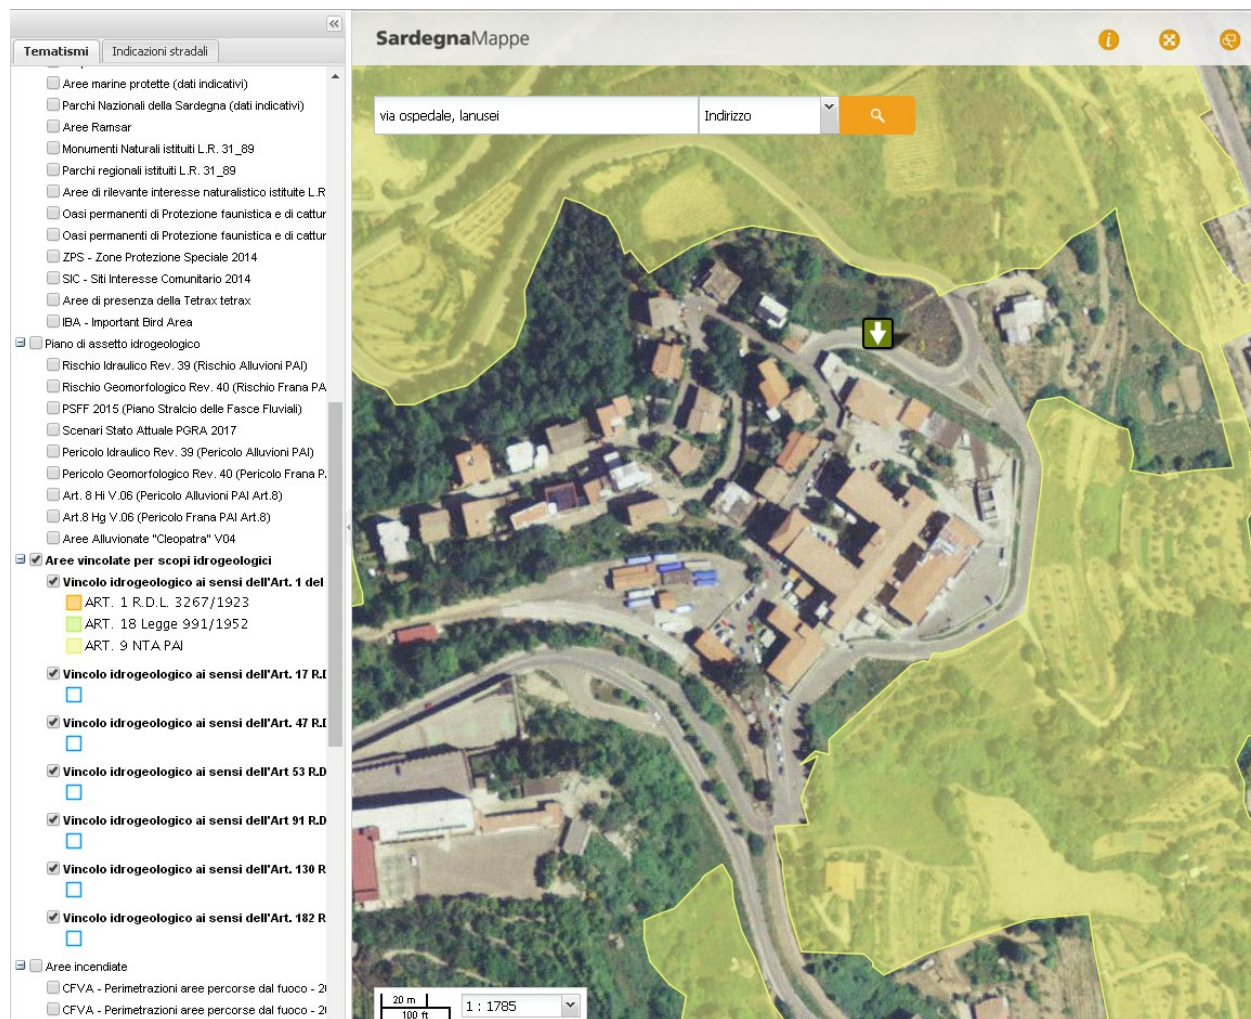 Tematismi
Indicazioni stradali
Aree marine protette (dati indicativi)
Parchi Nazionali della Sardegna (dati indicativi)
Aree Ramsar
Monumenti Naturali istituiti L.R. 31_89
Parchi regionali istituiti L.R. 31_89
Aree di rilevante interesse naturalistico istituite L.R
Oasi permanenti di Protezione faunistica e di cattur
Oasi permanenti di Protezione faunistica e di cattur
ZPS - Zone Protezione Speciale 2014
SIC - Siti Interesse Comunitario 2014
Aree di presenza della Tetrax tetrax
IBA - Important Bird Area
Piano di assetto idrogeologico
Rischio Idraulico Rev. 39 (Rischio Alluvioni PAI)
Rischio Geomorfologico Rev. 40 (Rischio Frana PA
PSFF 2015 (Piano Stralcio delle Fasce Fluviali)
Scenari Stato Attuale PGRA 2017
Pericolo Idraulico Rev. 39 (Pericolo Alluvioni PAI)
Pericolo Geomorfologico Rev. 40 (Pericolo Frana P.
Art. 8 Hi V.06 (Pericolo Alluvioni PAI Art.8)
Art.8 Hg V.06 (Pericolo Frana PAI Art.8)
Aree Alluvionate "Cleopatra" V04
Aree vincolate per scopi idrogeologici
Vincolo idrogeologico ai sensi dell'Art. 1 del
ART. 1 R.D.L. 3267/1923
ART. 18 Legge 991/1952
ART. 9 NTA PAI
Vincolo idrogeologico ai sensi dell'Art. 17 R.D
Vincolo idrogeologico ai sensi dell'Art. 47 R.D
Vincolo idrogeologico ai sensi dell'Art 53 R.D
Vincolo idrogeologico ai sensi dell'Art 91 R.D
Vincolo idrogeologico ai sensi dell'Art. 130 R
Vincolo idrogeologico ai sensi dell'Art. 182 R
Aree incendiate
CFVA - Perimetrazioni aree percorse dal fuoco - 20
CFVA - Perimetrazioni aree percorse dal fuoco - 20
SardegnaMappe
via ospedale, lanusei
Indirizzo
20 m
100 ft
1 : 1785